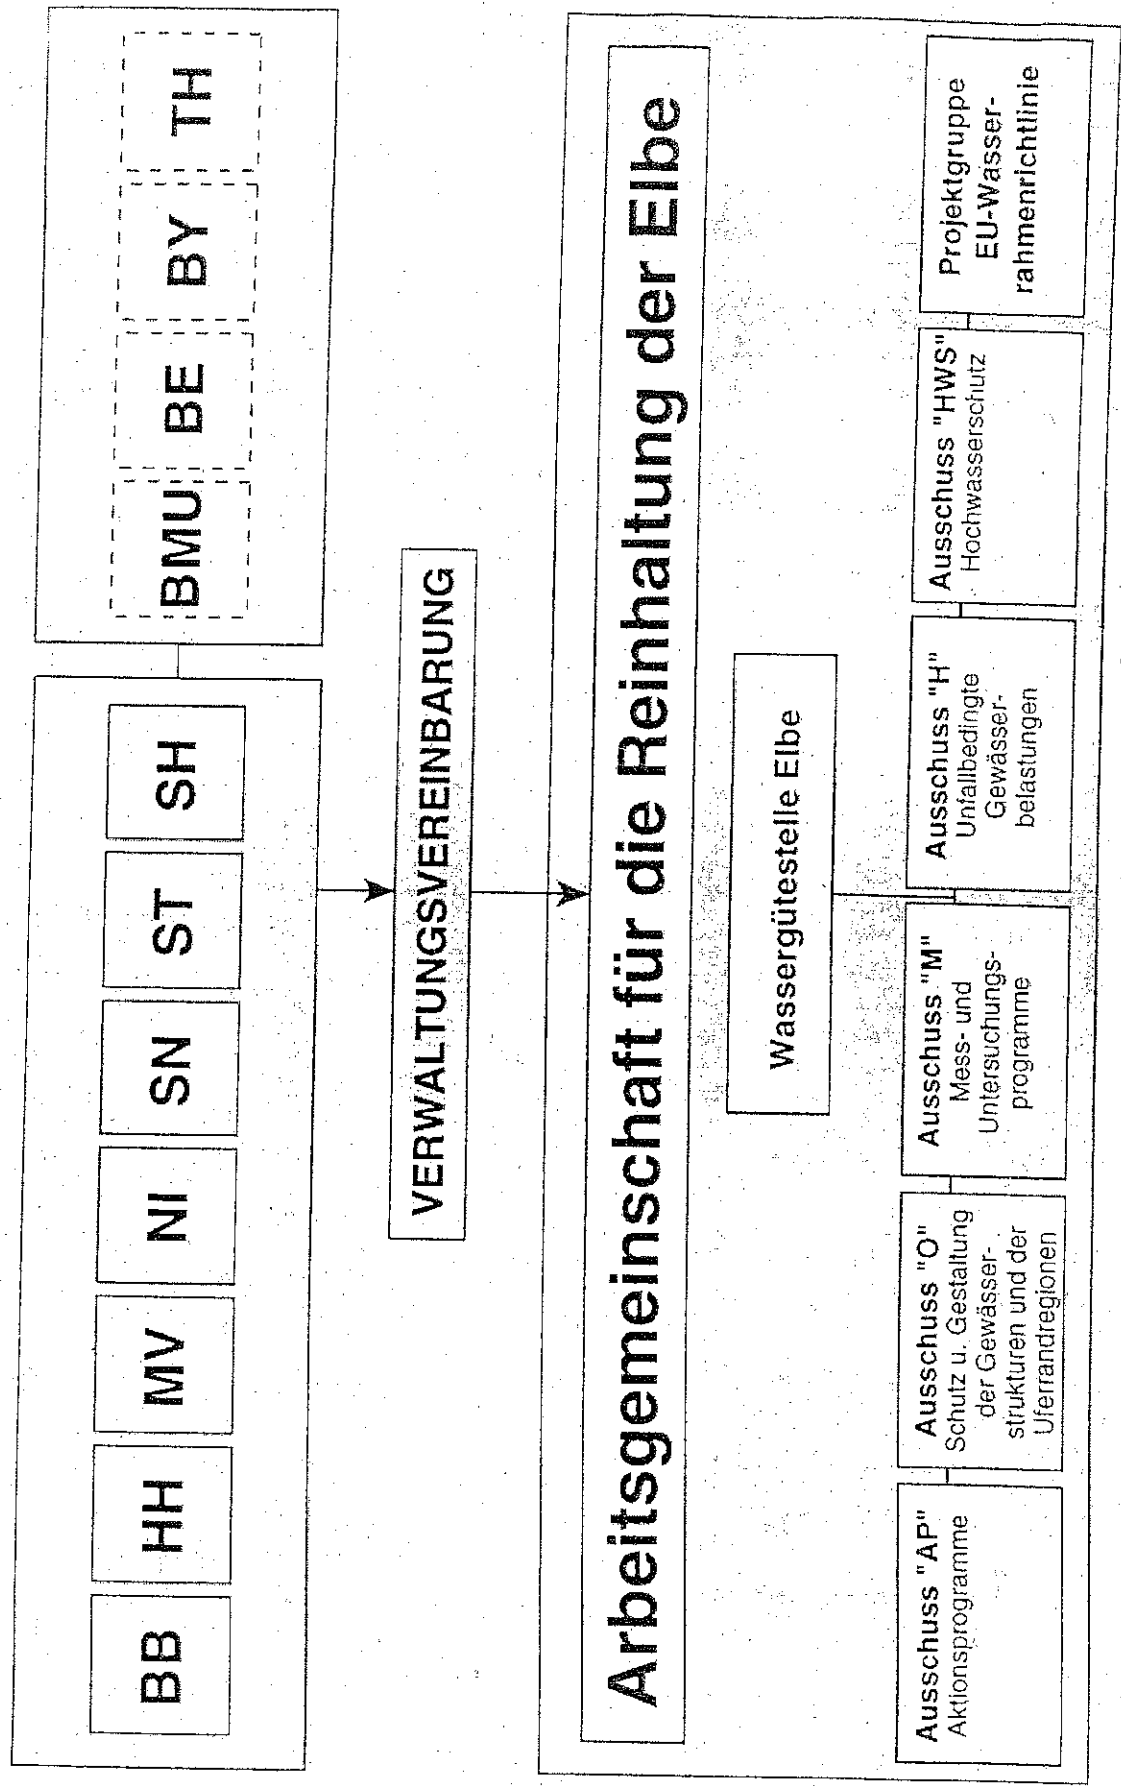 BB HH MV NI SN ST SH BMU BE BY TH
VERWALTUNGSVEREINBARUNG
Arbeitsgemeinschaft für die Reinhaltung der Elbe
Wassergütestelle Elbe
Ausschuss "AP"
Aktionsprogramme
Ausschuss "O"
Schutz u. Gestaltung
der Gewässer-
strukturen und der
Uferrandregionen
Ausschuss "M"
Mess- und
Untersuchungs-
programme
Ausschuss "H"
Unfallbedingte
Gewässer-
belastungen
Ausschuss "HWS"
Hochwasserschutz
Projektgruppe
EU-Wasser-
rahmenrichtlinie